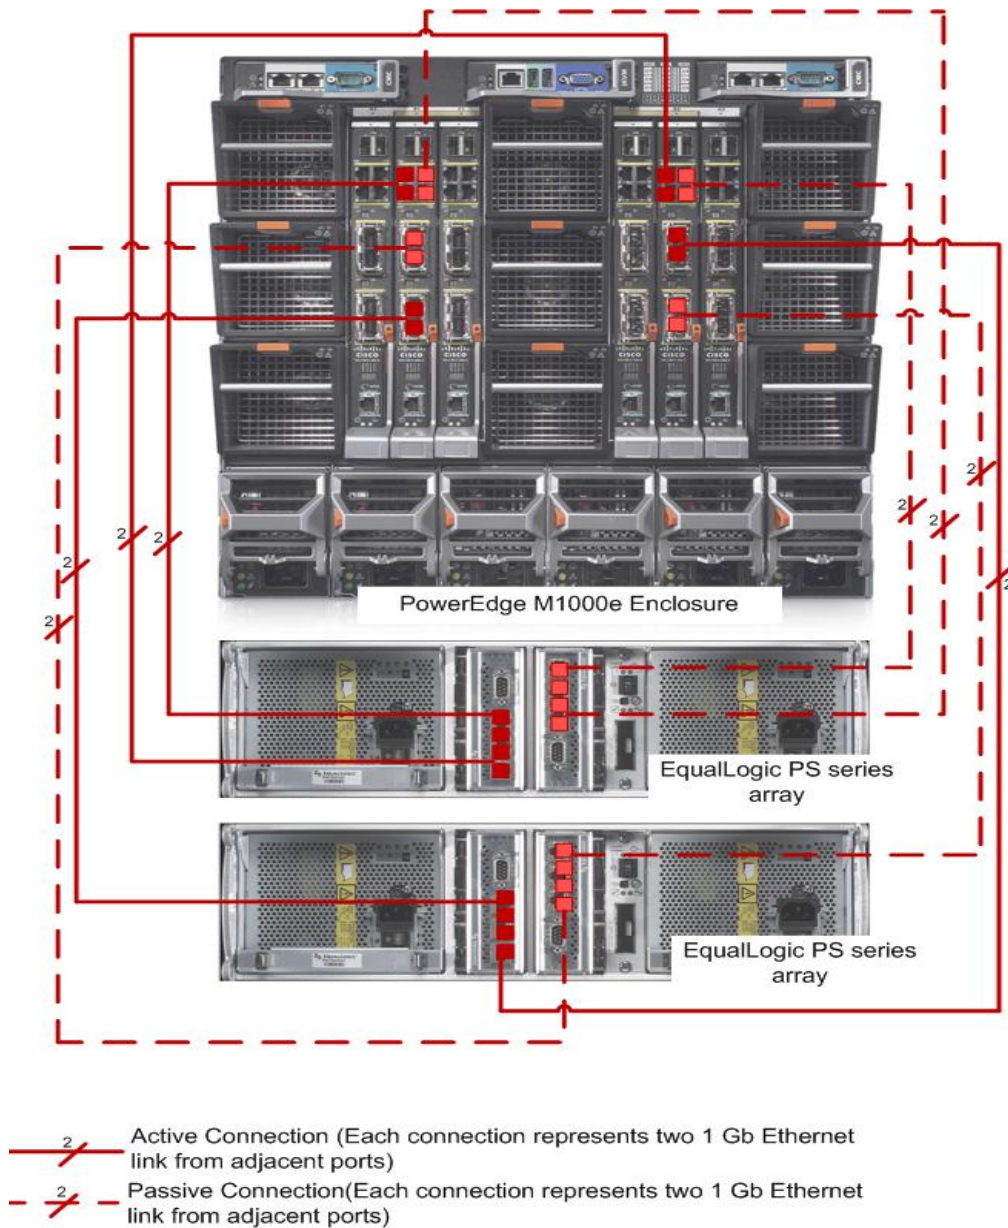 CMC
iKVM
CMC
CISCO
CISCO
CISCO
CISCO
CISCO
CISCO
2
2
2
2
2
2
2
2
PowerEdge M1000e Enclosure
EqualLogic PS series
array
EqualLogic PS series
array
2
Active Connection (Each connection represents two 1 Gb Ethernet
link from adjacent ports)
2
Passive Connection(Each connection represents two 1 Gb Ethernet
link from adjacent ports)